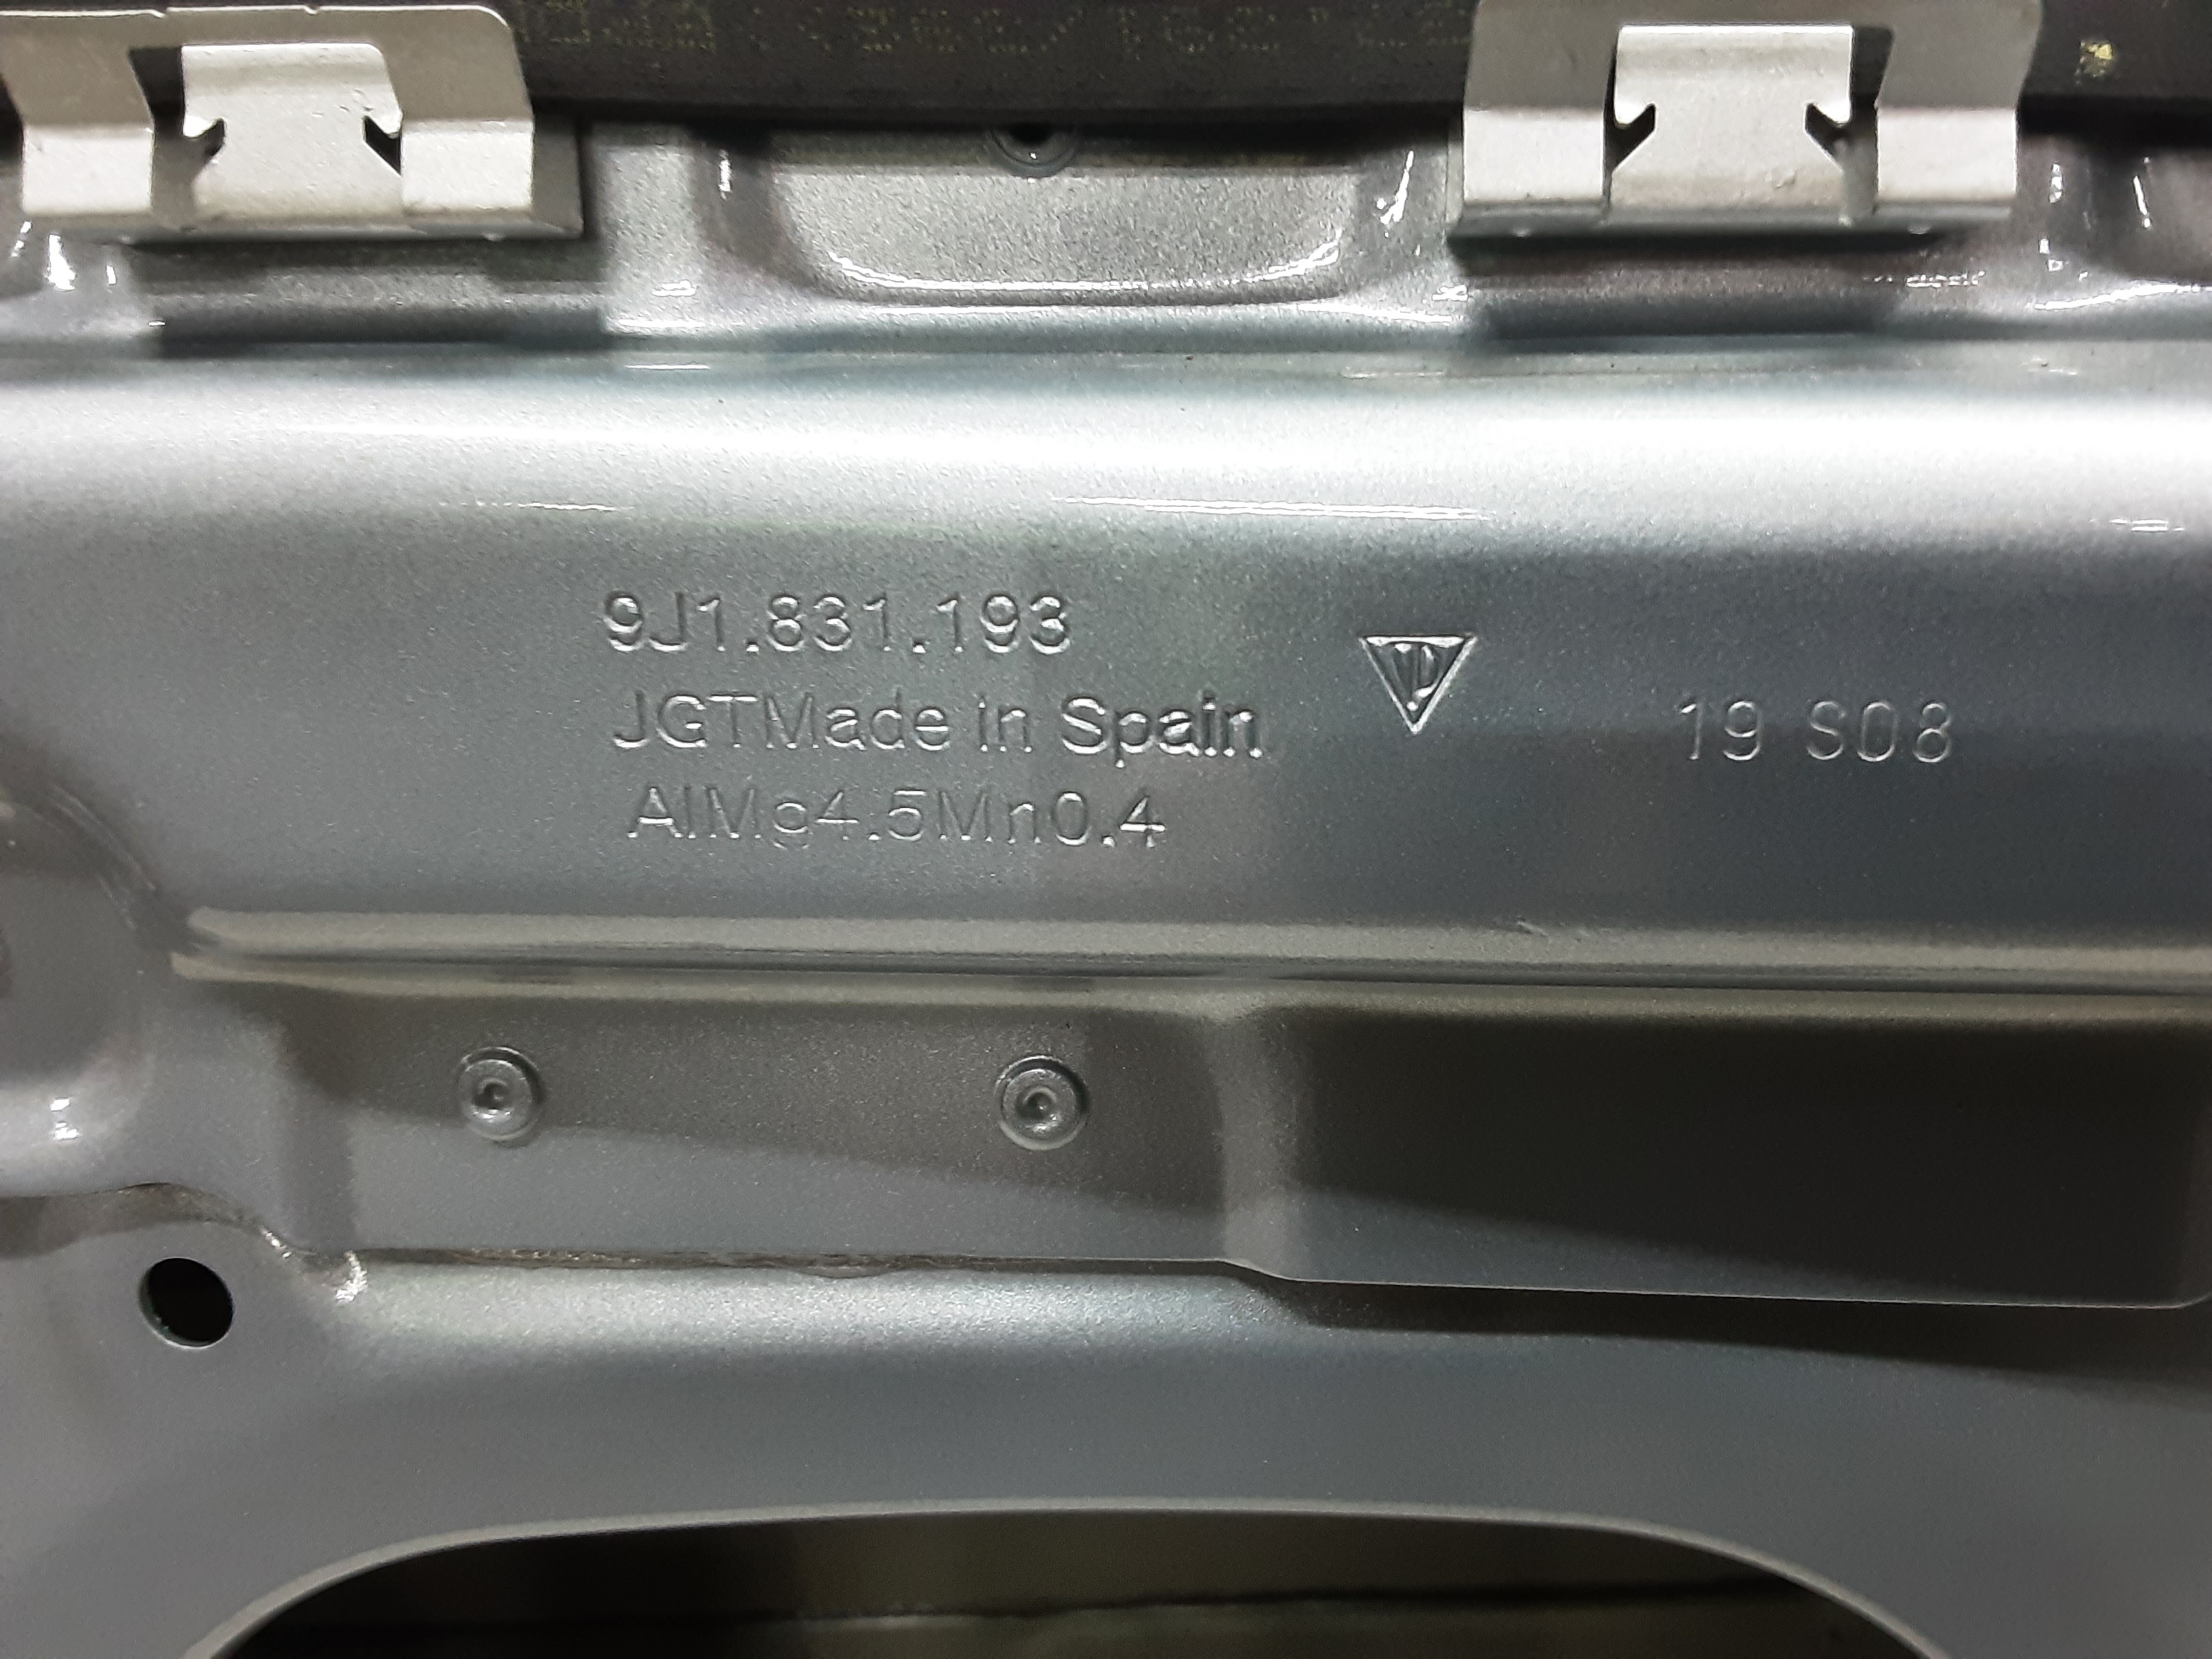 9J1.831.193
JGTMade in Spain
AlMg4.5Mn0.4
19 S08